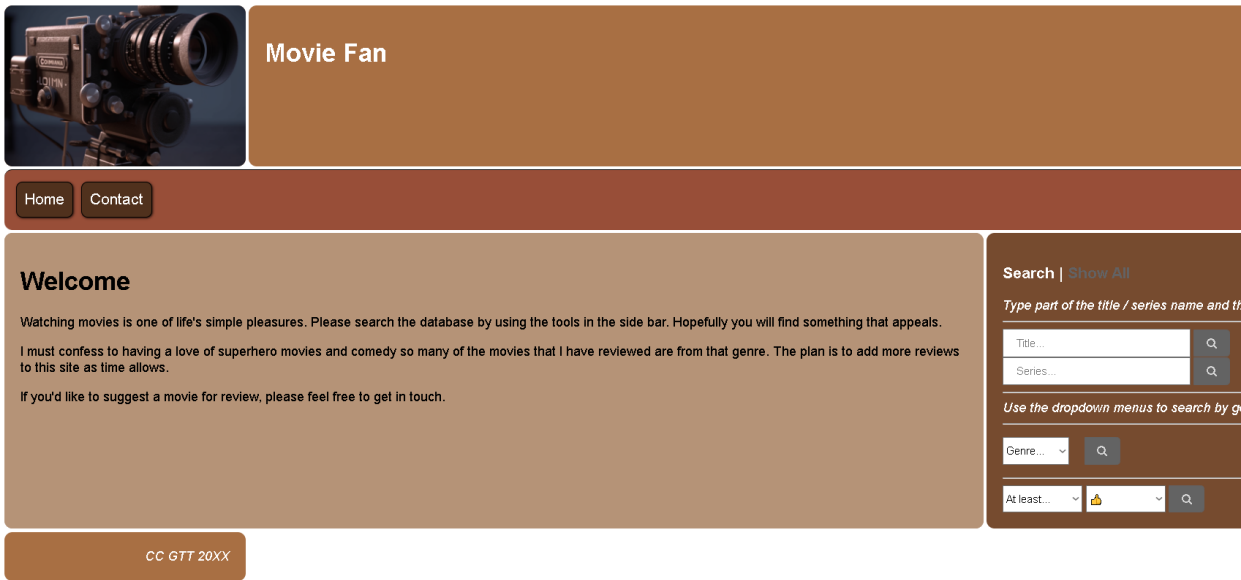 Movie Fan
Home
Contact
Welcome
Watching movies is one of life's simple pleasures. Please search the database by using the tools in the side bar. Hopefully you will find something that appeals.
I must confess to having a love of superhero movies and comedy so many of the movies that I have reviewed are from that genre. The plan is to add more reviews
to this site as time allows.
If you'd like to suggest a movie for review, please feel free to get in touch.
Search | Show All
Type part of the title / series name and
Title...
Series...
Use the dropdown menus to search by
Genre...
At least...
CC GTT 20XX